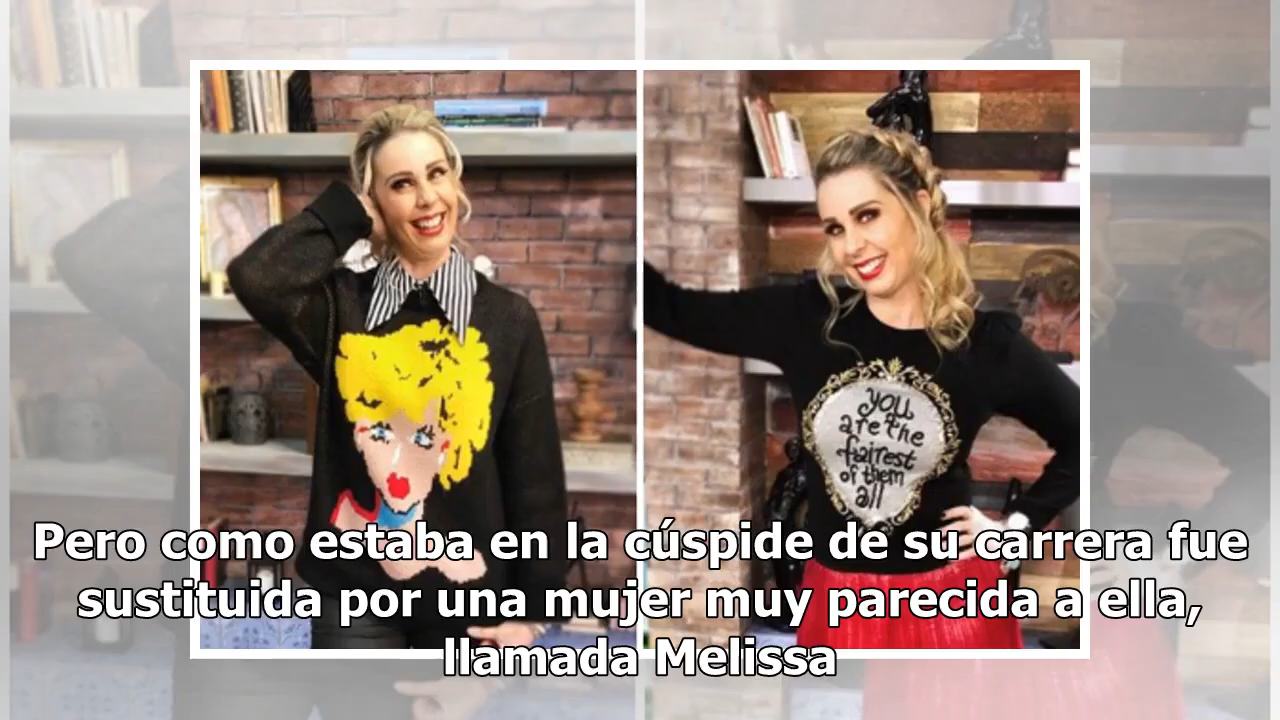 you
are the
fairest
of them
all
Pero como estaba en la cúspide de su carrera fue
sustituida por una mujer muy parecida a ella,
llamada Melissa